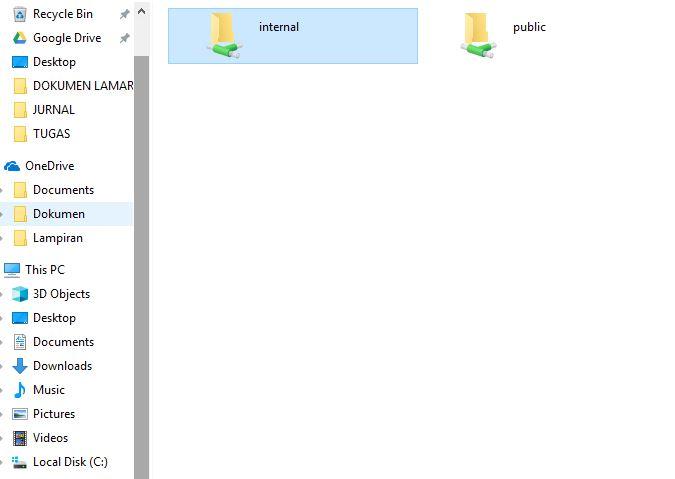 Recycle Bin
Google Drive
Desktop
DOKUMEN LAMAR
JURNAL
TUGAS
OneDrive
Documents
Dokumen
Lampiran
This PC
3D Objects
Desktop
Documents
Downloads
Music
Pictures
Videos
Local Disk (C:)
internal
public